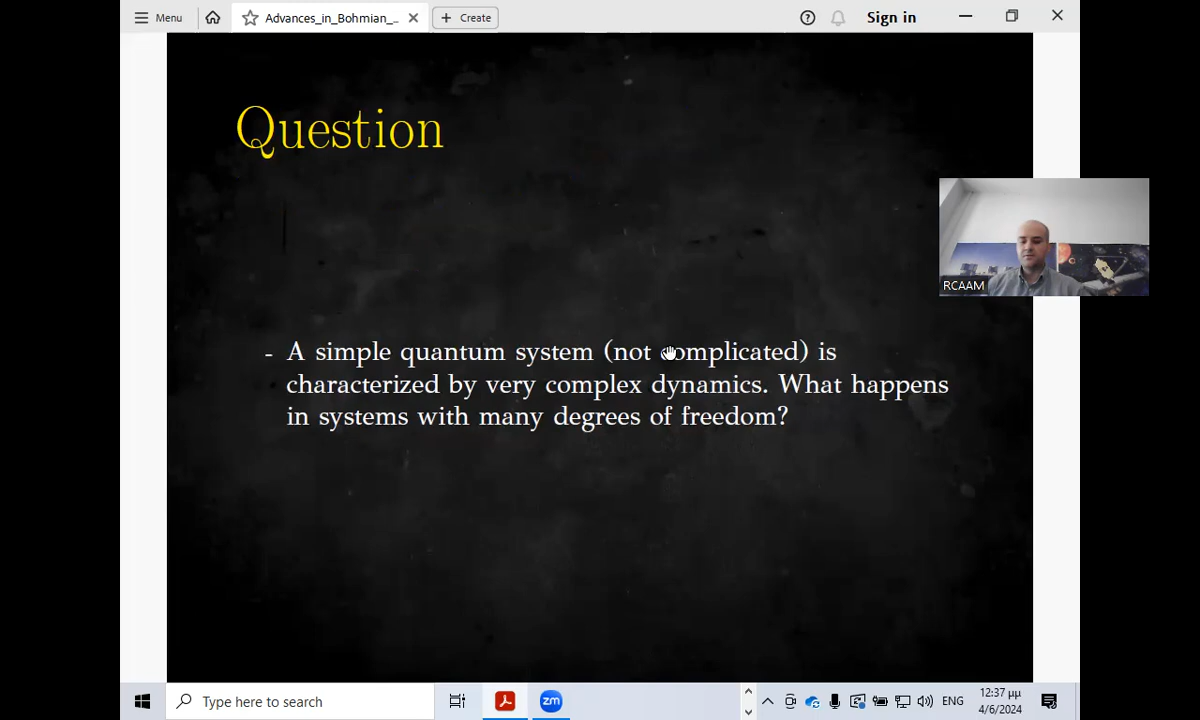 Menu
Advances_in_Bohmian_...
Create
Sign in
Question
RCAAM
- A simple quantum system (not complicated) is
characterized by very complex dynamics. What happens
in systems with many degrees of freedom?
Type here to search
zm
ENG
12:37 μμ
4/6/2024